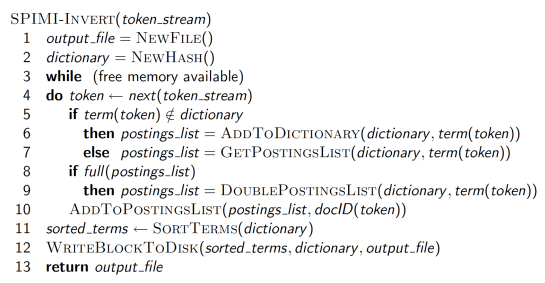 SPIMI-INVERT(token_stream)
1 output_file = NEWFILE()
2 dictionary = NEWHASH()
3 while (free memory available)
4 do token ← next(token_stream)
5 if term(token) ∉ dictionary
6 then postings_list = ADDTODICTIONARY(dictionary, term(token))
7 else postings_list = GETPOSTINGSLIST(dictionary, term(token))
8 if full(postings_list)
9 then postings_list = DOUBLEPOSTINGSLIST(dictionary, term(token))
10 ADDTOPOSTINGSLIST(postings_list, docID(token))
11 sorted_terms ← SORTTERMS(dictionary)
12 WRITEBLOCKTODISK(sorted_terms, dictionary, output_file)
13 return output_file